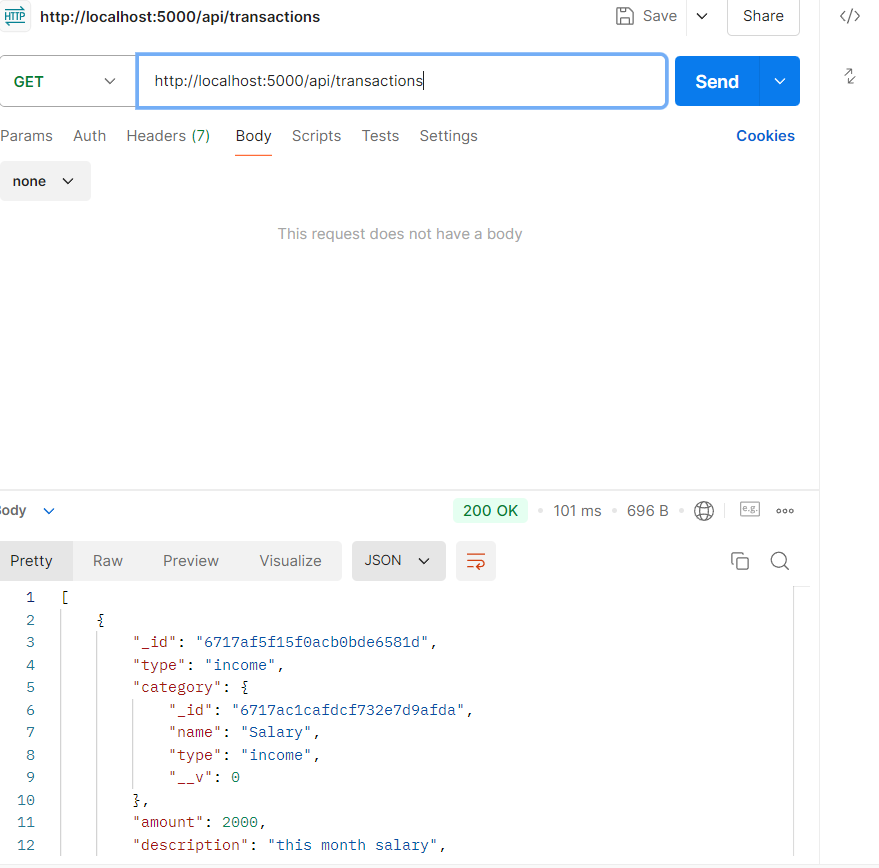 HTTP http://localhost:5000/api/transactions Save Share </>
GET http://localhost:5000/api/transactions Send
Params Auth Headers (7) Body Scripts Tests Settings Cookies
none
This request does not have a body
Body 200 OK • 101 ms • 696 B • e.g. ooo
Pretty Raw Preview Visualize JSON
1 [
2 {
3 "_id": "6717af5f15f0acb0bde6581d",
4 "type": "income",
5 "category": {
6 "_id": "6717ac1cafdcf732e7d9afda",
7 "name": "Salary",
8 "type": "income",
9 "__v": 0
10 },
11 "amount": 2000,
12 "description": "this month salary",